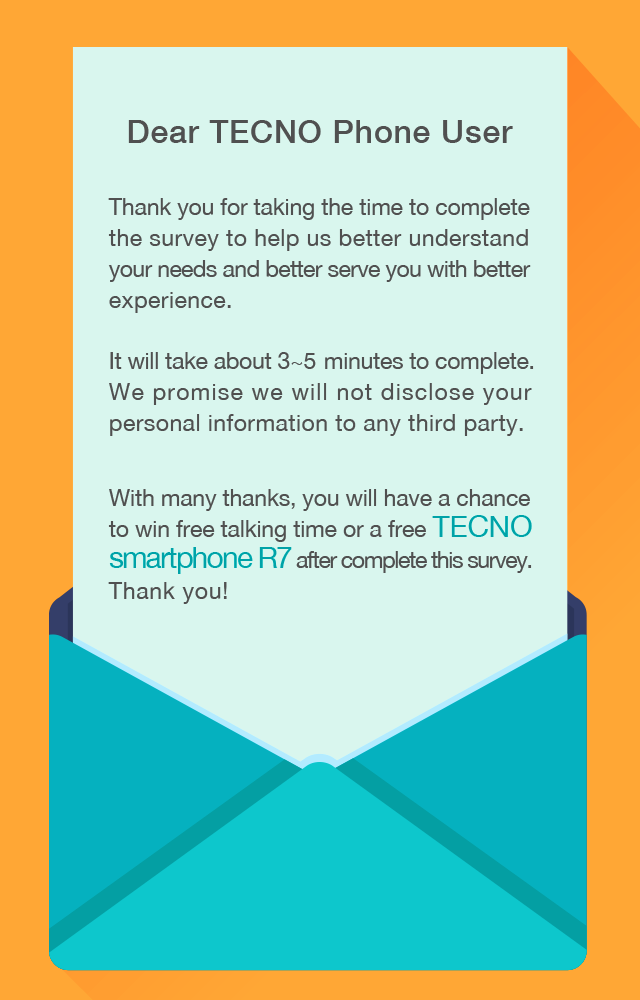 Dear TECNO Phone User
Thank you for taking the time to complete
the survey to help us better understand
your needs and better serve you with better
experience.
It will take about 3~5 minutes to complete.
We promise we will not disclose your
personal information to any third party.
With many thanks, you will have a chance
to win free talking time or a free TECNO
smartphone R7 after complete this survey.
Thank you!